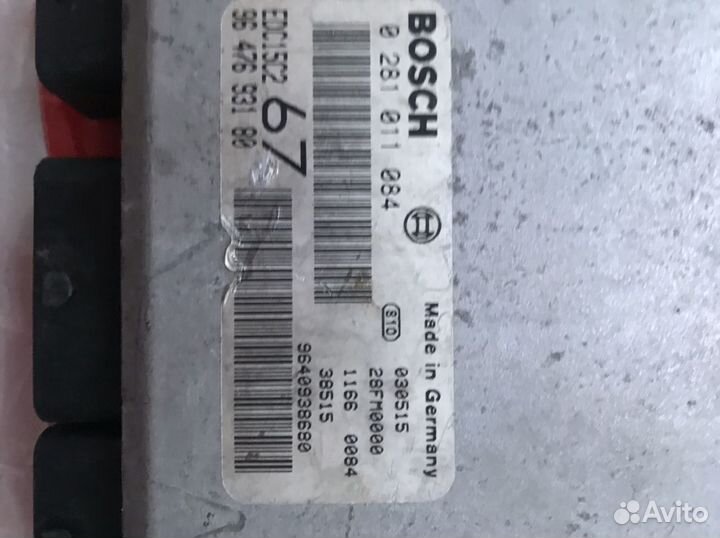 BOSCH
0 281 011 084
EDC15C2
67
96 476 931 80
Made in Germany
810
030515
28FM0000
1166 0084
38515
9640938680
Avito